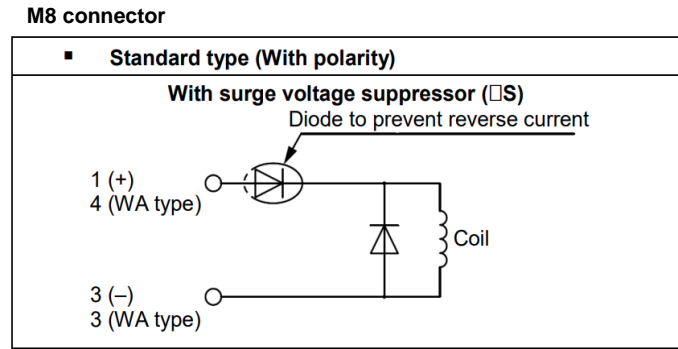 M8 connector
▪ Standard type (With polarity)
With surge voltage suppressor (□S)
Diode to prevent reverse current
1 (+)
4 (WA type)
Coil
3 (–)
3 (WA type)